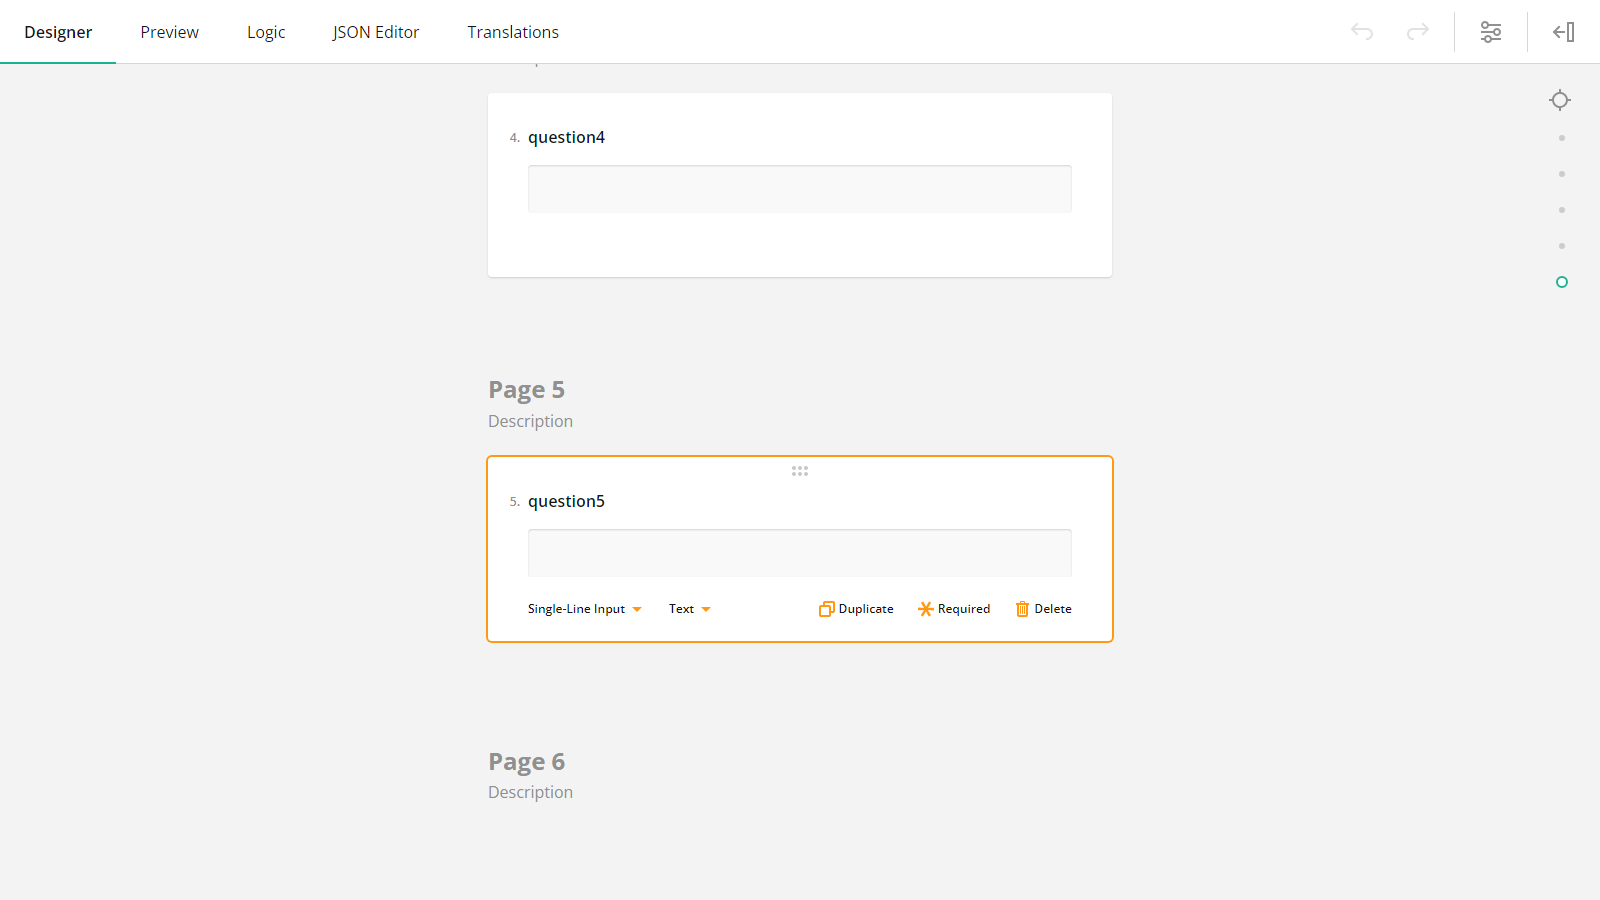 Designer Preview Logic JSON Editor Translations
4. question4
Page 5
Description
5. question5
Single-Line Input Text Duplicate Required Delete
Page 6
Description